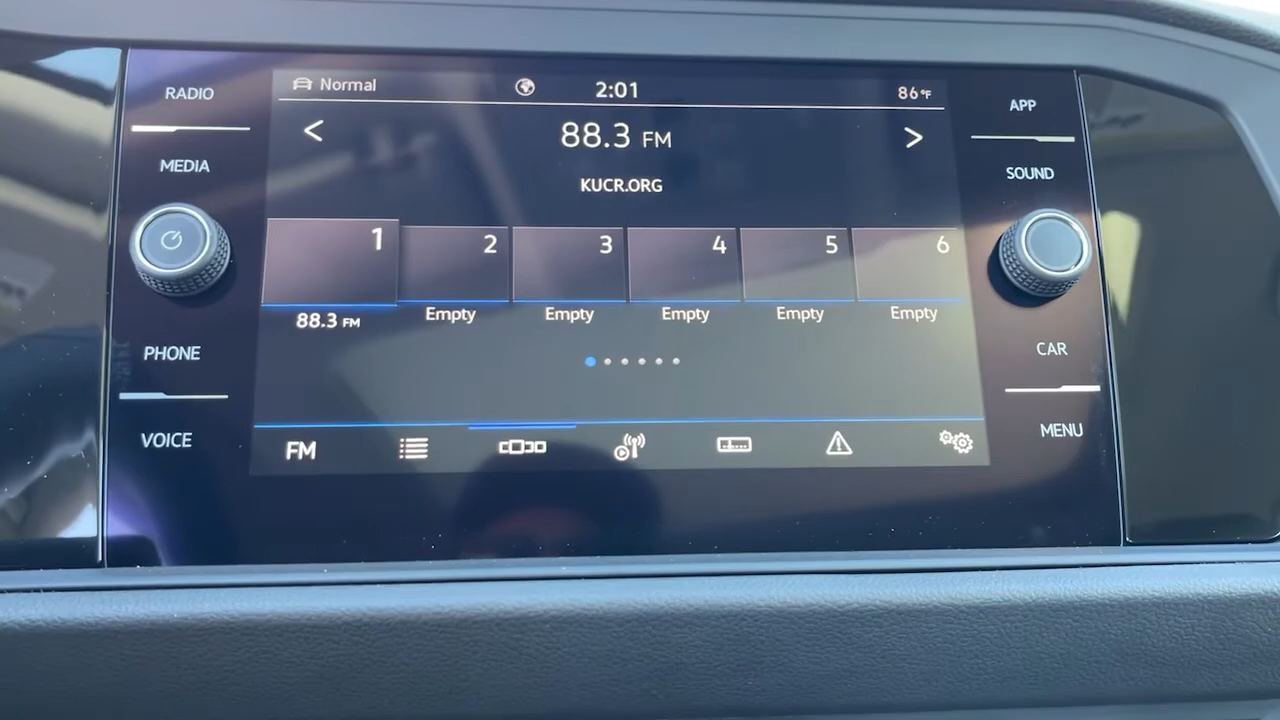 RADIO
MEDIA
PHONE
VOICE
Normal
2:01
86°F
<
88.3 FM
>
KUCR.ORG
1
2
3
4
5
6
88.3 FM
Empty
Empty
Empty
Empty
Empty
FM
APP
SOUND
CAR
MENU